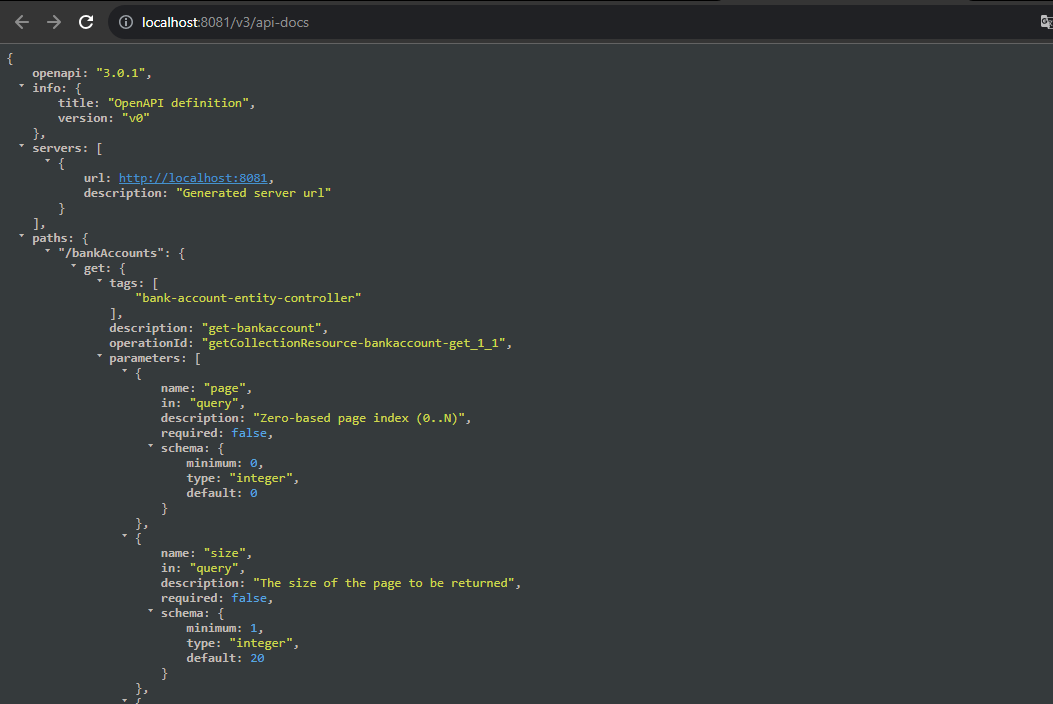 localhost:8081/v3/api-docs
{
openapi: "3.0.1",
info: {
title: "OpenAPI definition",
version: "v0"
},
servers: [
{
url: http://localhost:8081,
description: "Generated server url"
}
],
paths: {
"/bankAccounts": {
get: {
tags: [
"bank-account-entity-controller"
],
description: "get-bankaccount",
operationId: "getCollectionResource-bankaccount-get_1_1",
parameters: [
{
name: "page",
in: "query",
description: "Zero-based page index (0..N)",
required: false,
schema: {
minimum: 0,
type: "integer",
default: 0
}
},
{
name: "size",
in: "query",
description: "The size of the page to be returned",
required: false,
schema: {
minimum: 1,
type: "integer",
default: 20
}
},
{